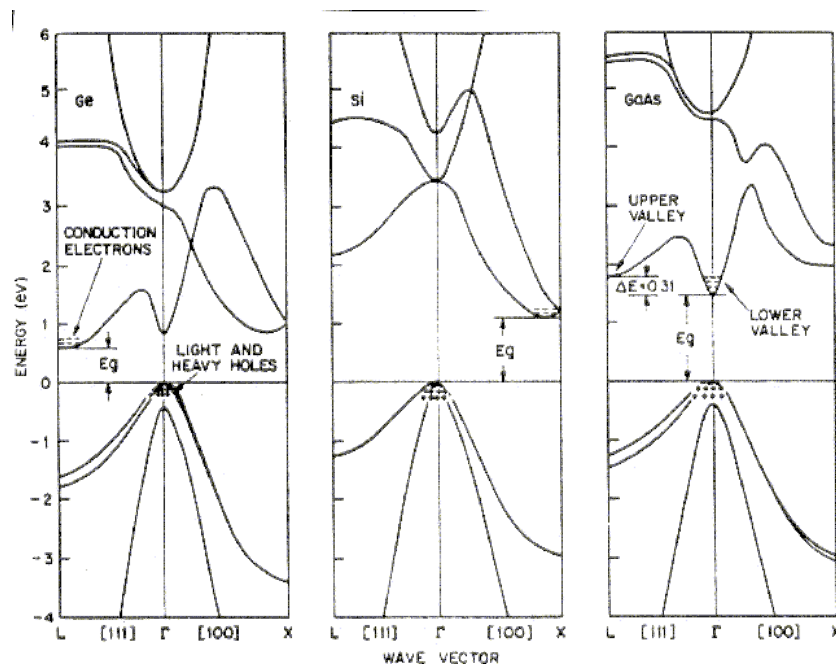 Ge
Si
GaAs
6
5
4
3
2
1
0
-1
-2
-3
-4
ENERGY (eV)
CONDUCTION
ELECTRONS
Eg
LIGHT AND
HEAVY HOLES
Eg
UPPER
VALLEY
ΔE=0.31
LOWER
VALLEY
Eg
L [111] Γ [100] X
L [111] Γ [100] X
L [111] Γ [100] X
WAVE VECTOR